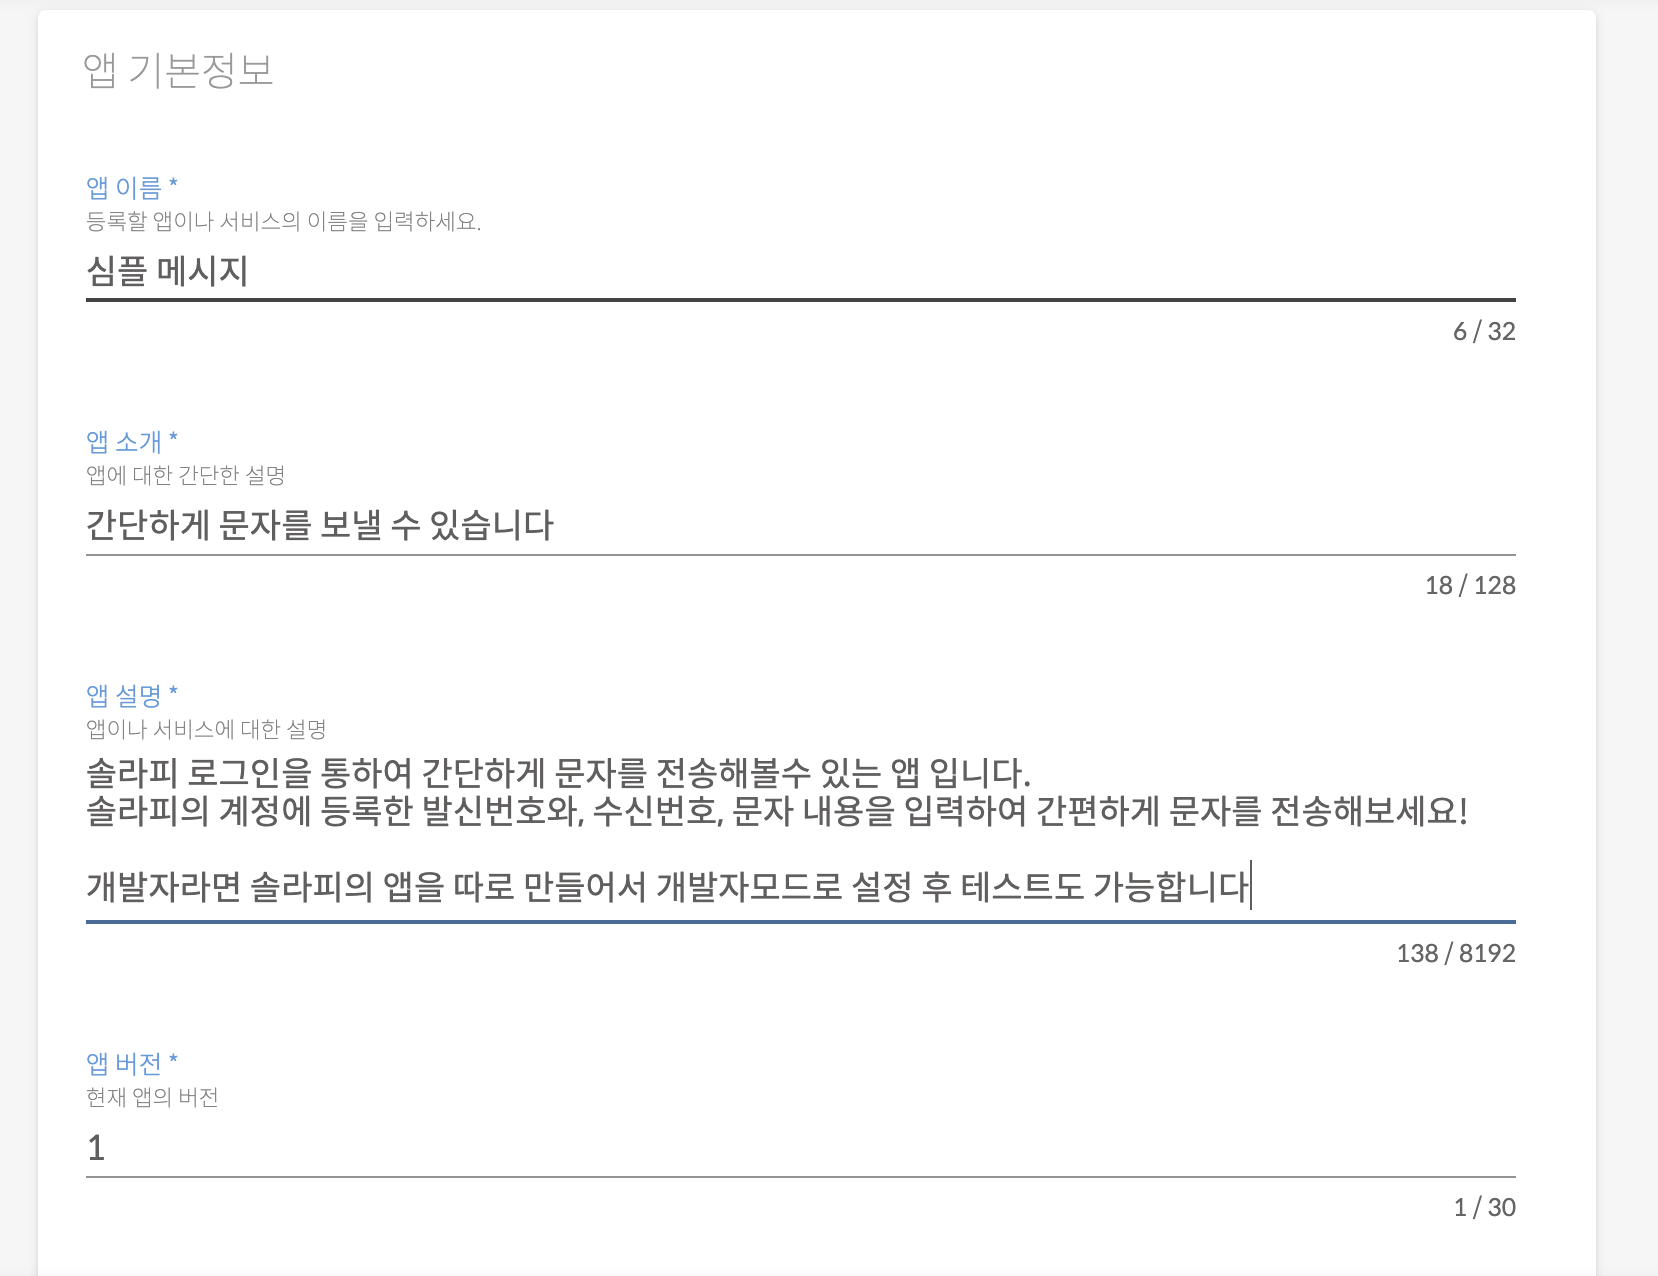 앱 기본정보
앱 이름 *
등록할 앱이나 서비스의 이름을 입력하세요.
심플 메시지
6 / 32
앱 소개 *
앱에 대한 간단한 설명
간단하게 문자를 보낼 수 있습니다
18 / 128
앱 설명 *
앱이나 서비스에 대한 설명
솔라피 로그인을 통하여 간단하게 문자를 전송해볼수 있는 앱 입니다.
솔라피의 계정에 등록한 발신번호와, 수신번호, 문자 내용을 입력하여 간편하게 문자를 전송해보세요!
개발자라면 솔라피의 앱을 따로 만들어서 개발자모드로 설정 후 테스트도 가능합니다
138 / 8192
앱 버전 *
현재 앱의 버전
1
1 / 30